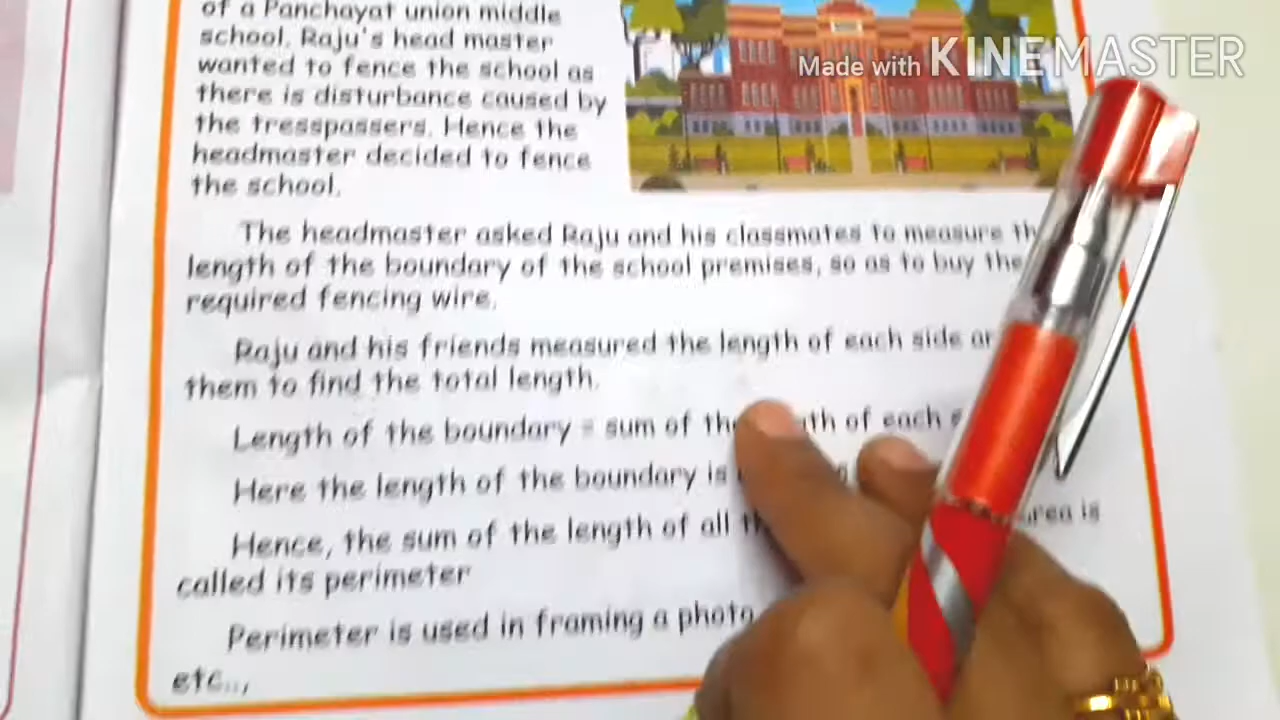 of a Panchayat union middle
school. Raju's head master
wanted to fence the school as
there is disturbance caused by
the tresspassers. Hence the
headmaster decided to fence
the school.
The headmaster asked Raju and his classmates to measure
length of the boundary of the school premises, so as to buy the
required fencing wire.
Raju and his friends measured the length of each side
them to find the total length.
Length of the boundary = sum of the of each
Here the length of the boundary is
Hence, the sum of the length of all area is
called its perimeter
Perimeter is used in framing a photo
etc..,
Made with KINEMASTER